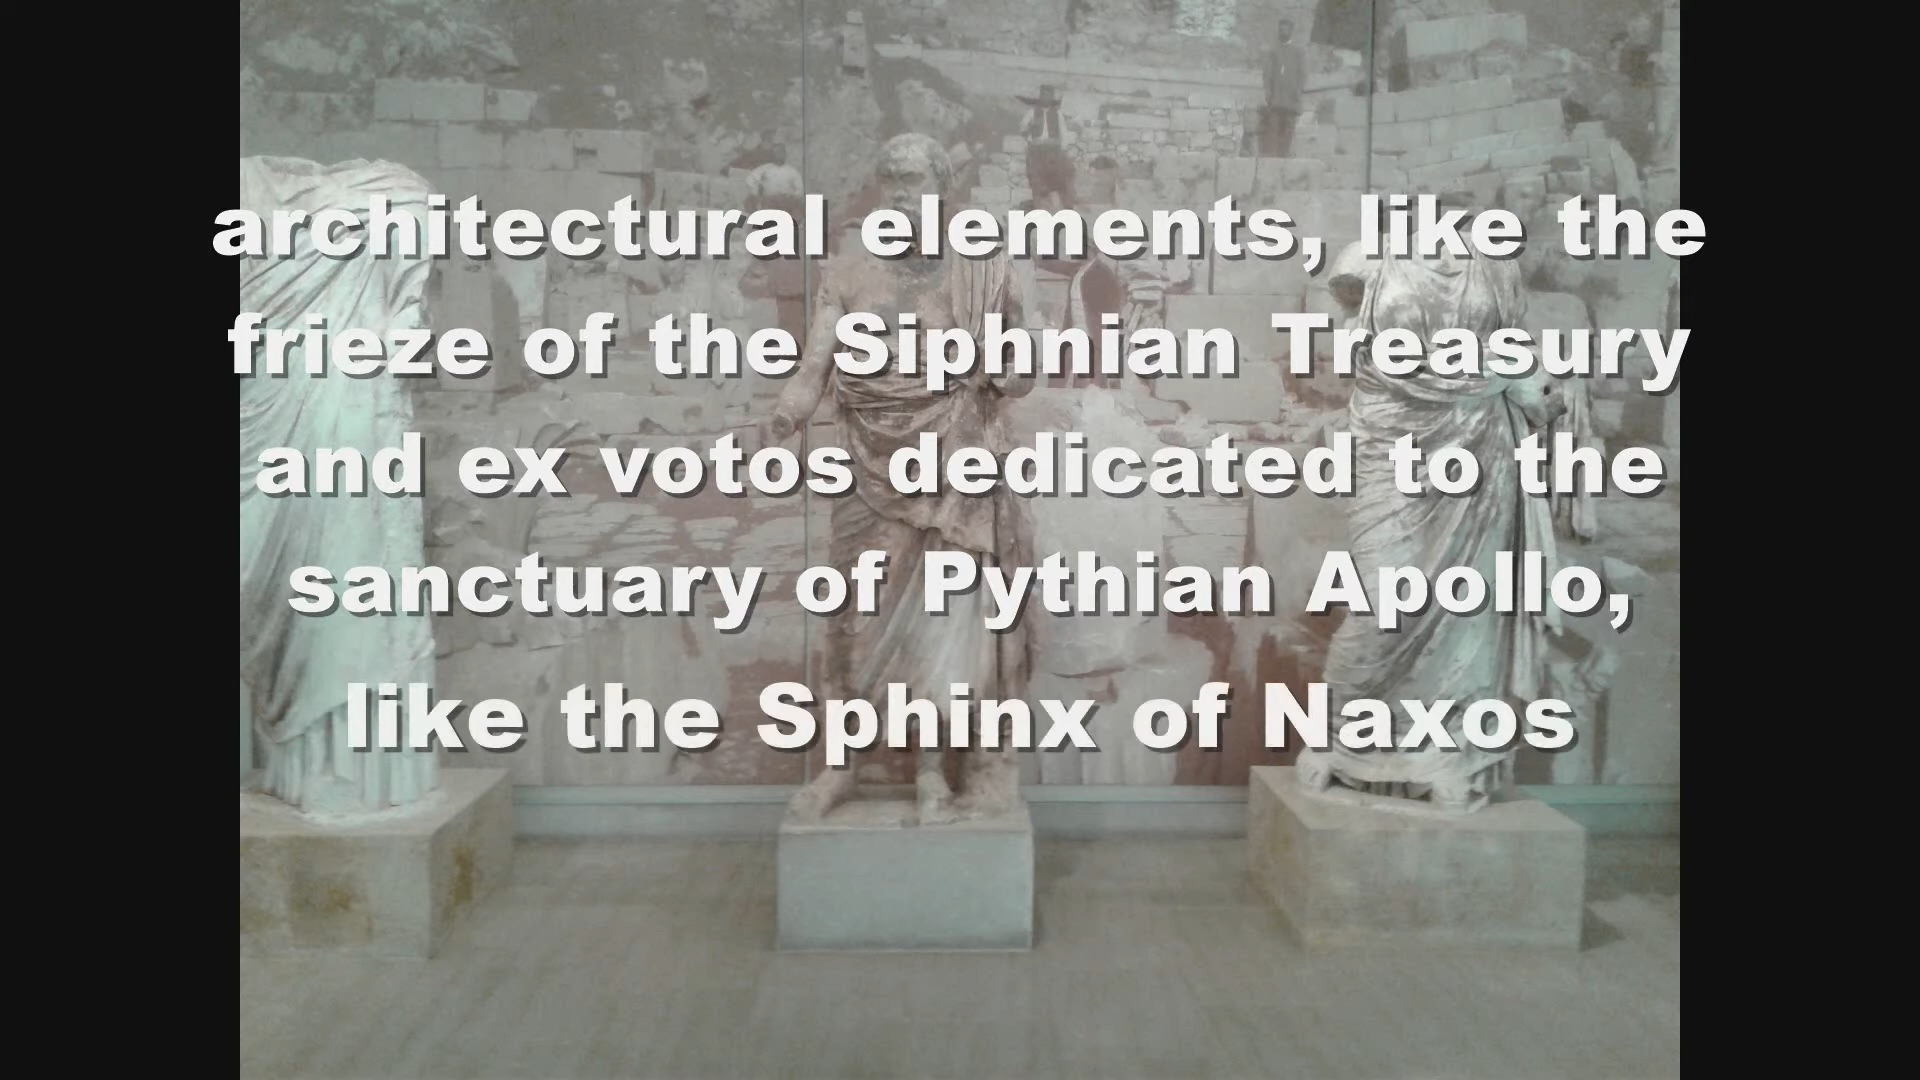 architectural elements, like the
frieze of the Siphnian Treasury
and ex votos dedicated to the
sanctuary of Pythian Apollo,
like the Sphinx of Naxos